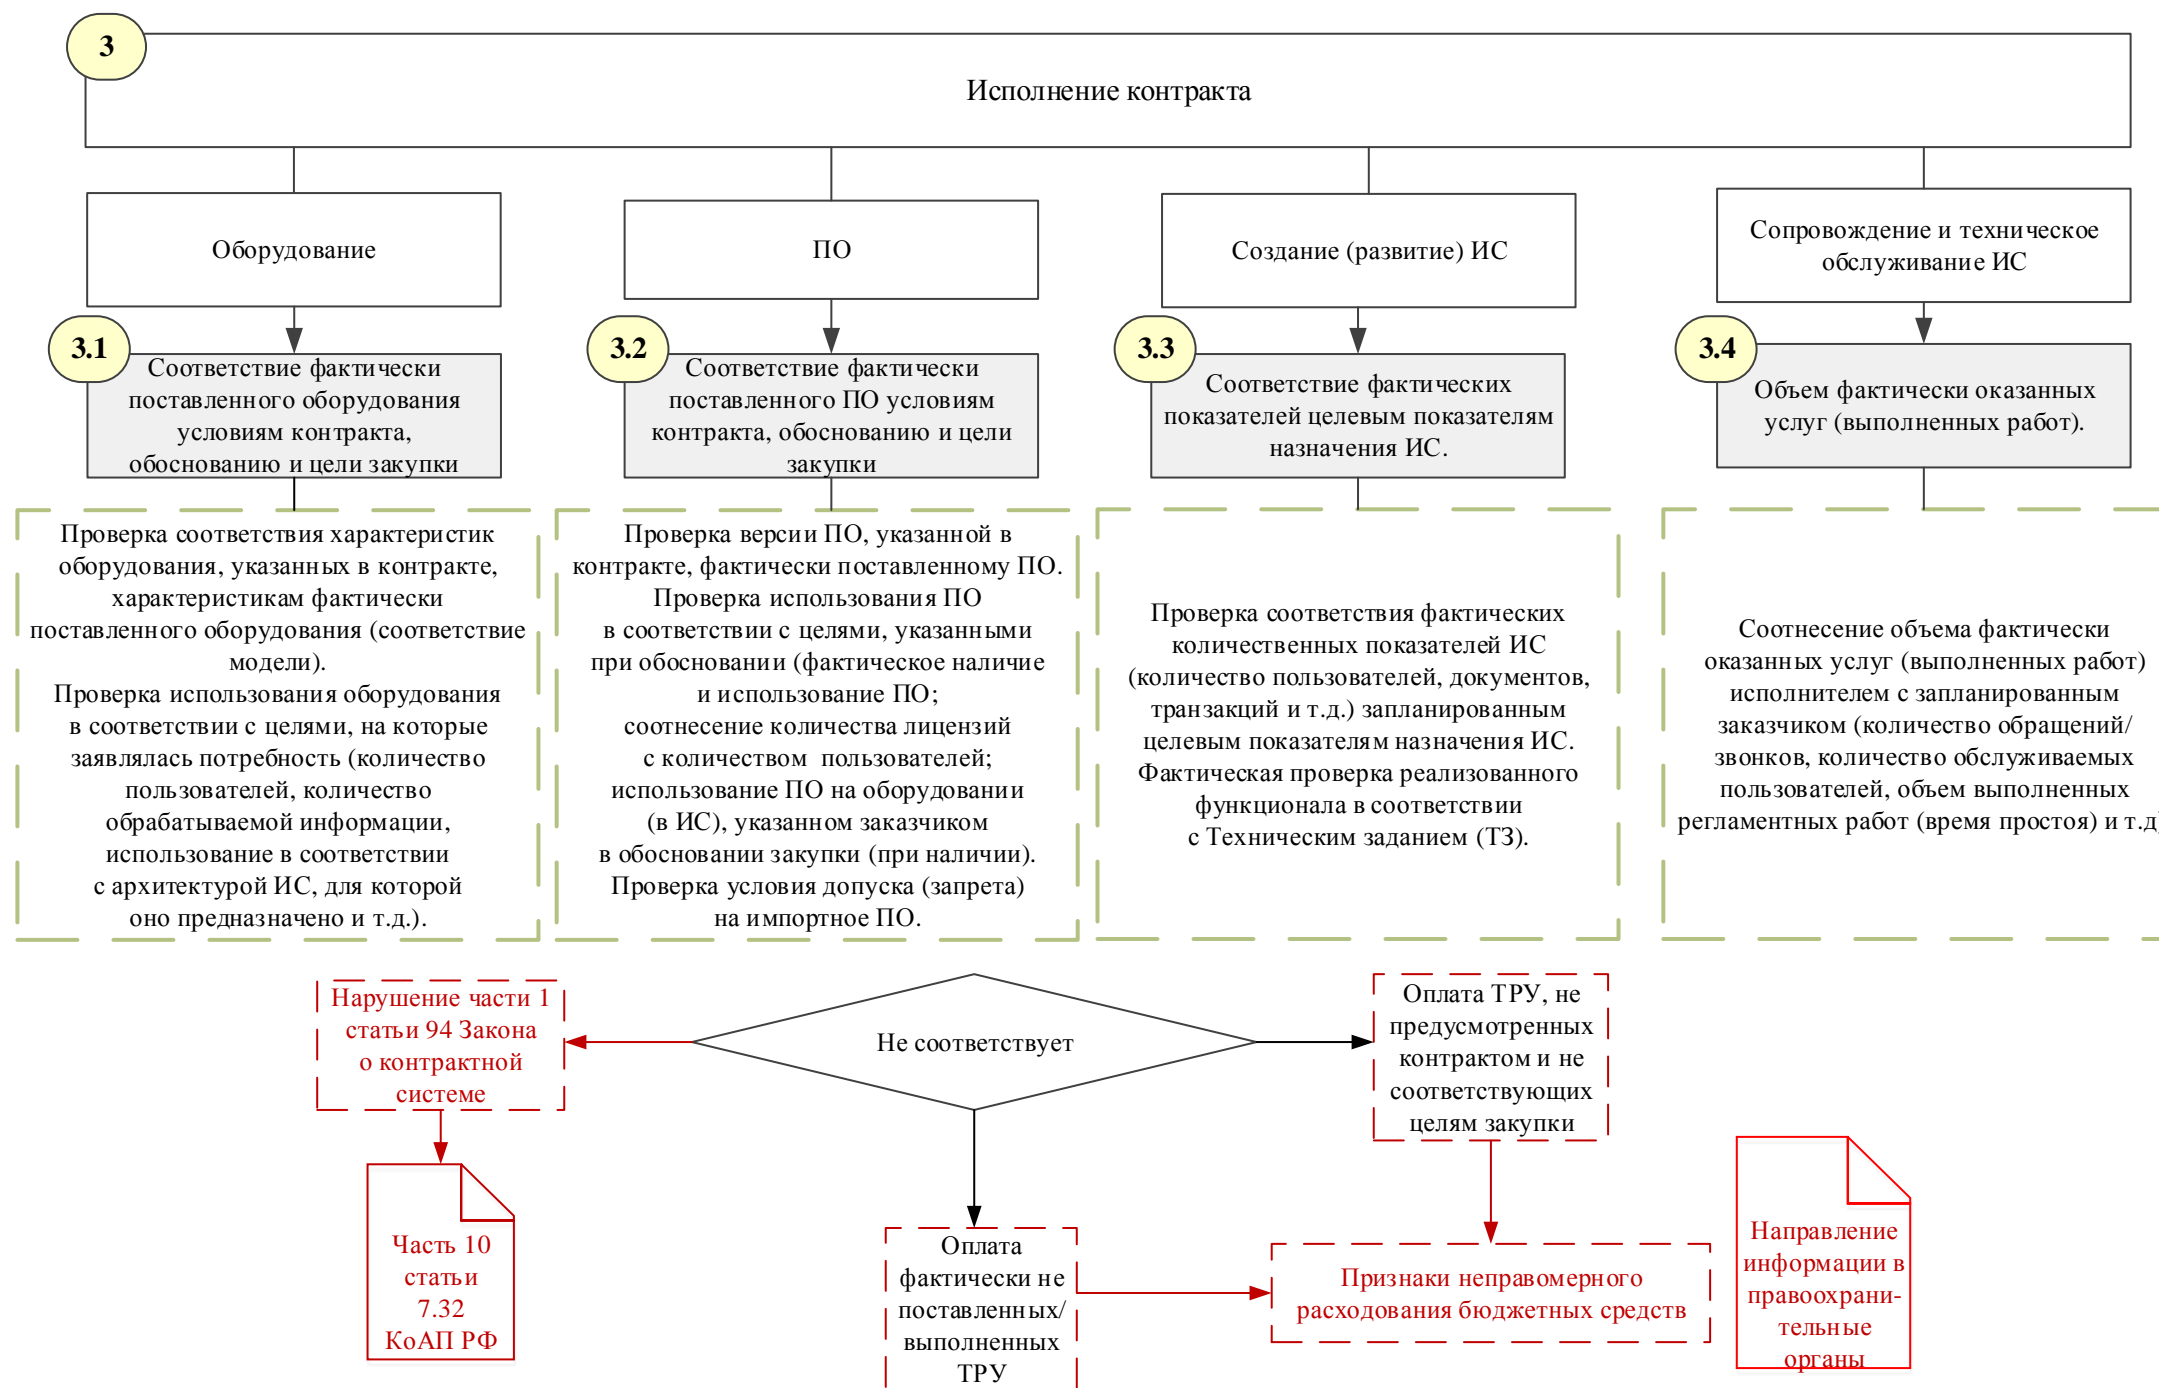 3
Исполнение контракта
Оборудование
ПО
Создание (развитие) ИС
Сопровождение и техническое
обслуживание ИС
3.1
Соответствие фактически
поставленного оборудования
условиям контракта,
обоснованию и цели закупки
3.2
Соответствие фактически
поставленного ПО условиям
контракта, обоснованию и цели
закупки
3.3
Соответствие фактических
показателей целевым показателям
назначения ИС.
3.4
Объем фактически оказанных
услуг (выполненных работ).
Проверка соответствия характеристик
оборудования, указанных в контракте,
характеристикам фактически
поставленного оборудования (соответствие
модели).
Проверка использования оборудования
в соответствии с целями, на которые
заявлялась потребность (количество
пользователей, количество
обрабатываемой информации,
использование в соответствии
с архитектурой ИС, для которой
оно предназначено и т.д.).
Проверка версии ПО, указанной в
контракте, фактически поставленному ПО.
Проверка использования ПО
в соответствии с целями, указанными
при обосновании (фактическое наличие
и использование ПО;
соотнесение количества лицензий
с количеством пользователей;
использование ПО на оборудовании
(в ИС), указанном заказчиком
в обосновании закупки (при наличии).
Проверка условия допуска (запрета)
на импортное ПО.
Проверка соответствия фактических
количественных показателей ИС
(количество пользователей, документов,
транзакций и т.д.) запланированным
целевым показателям назначения ИС.
Фактическая проверка реализованного
функционала в соответствии
с Техническим заданием (ТЗ).
Соотнесение объема фактически
оказанных услуг (выполненных работ)
исполнителем с запланированным
заказчиком (количество обращений/
звонков, количество обслуживаемых
пользователей, объем выполненных
регламентных работ (время простоя) и т.д)
Нарушение части 1
статьи 94 Закона
о контрактной
системе
Не соответствует
Оплата ТРУ, не
предусмотренных
контрактом и не
соответствующих
целям закупки
Часть 10
статьи
7.32
КоАП РФ
Оплата
фактически не
поставленных/
выполненных
ТРУ
Признаки неправомерного
расходования бюджетных средств
Направление
информации в
правоохрани-
тельные
органы